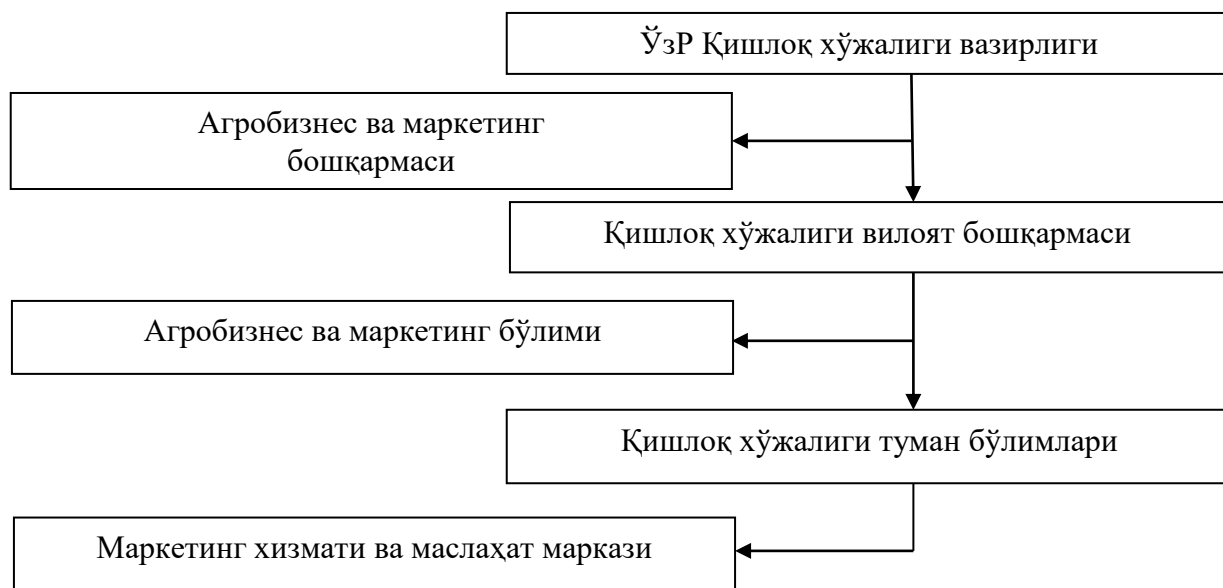 ЎзР Қишлоқ хўжалиги вазирлиги
Агробизнес ва маркетинг
бошқармаси
Қишлоқ хўжалиги вилоят бошқармаси
Агробизнес ва маркетинг бўлими
Қишлоқ хўжалиги туман бўлимлари
Маркетинг хизмати ва маслаҳат маркази